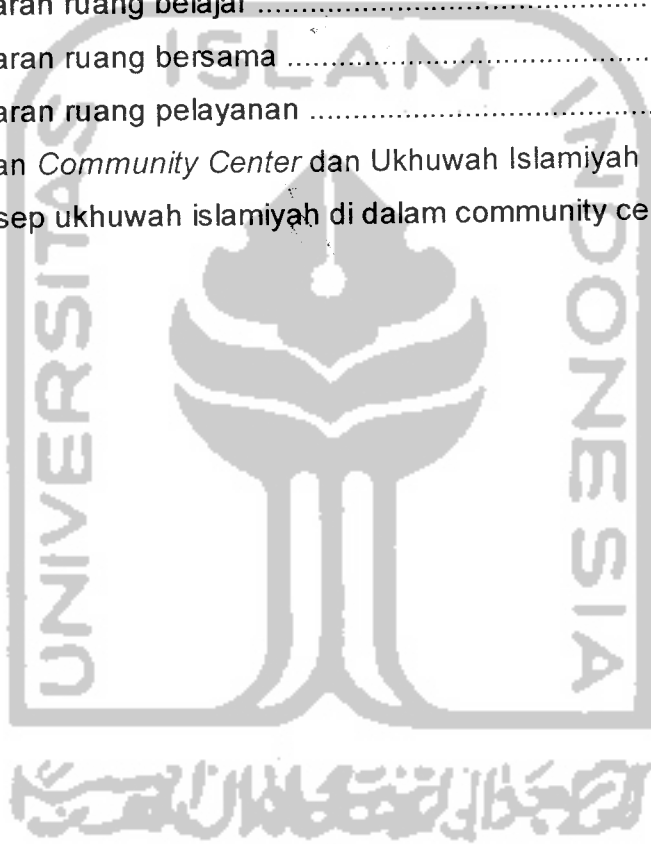 aran ruang belajar ..........................................
aran ruang bersama ......................................
aran ruang pelayanan ...................................
an Community Center dan Ukhuwah Islamiyah
sep ukhuwah islamiyah di dalam community ce
ISLAM
UNIVERSITAS
INDONESIA